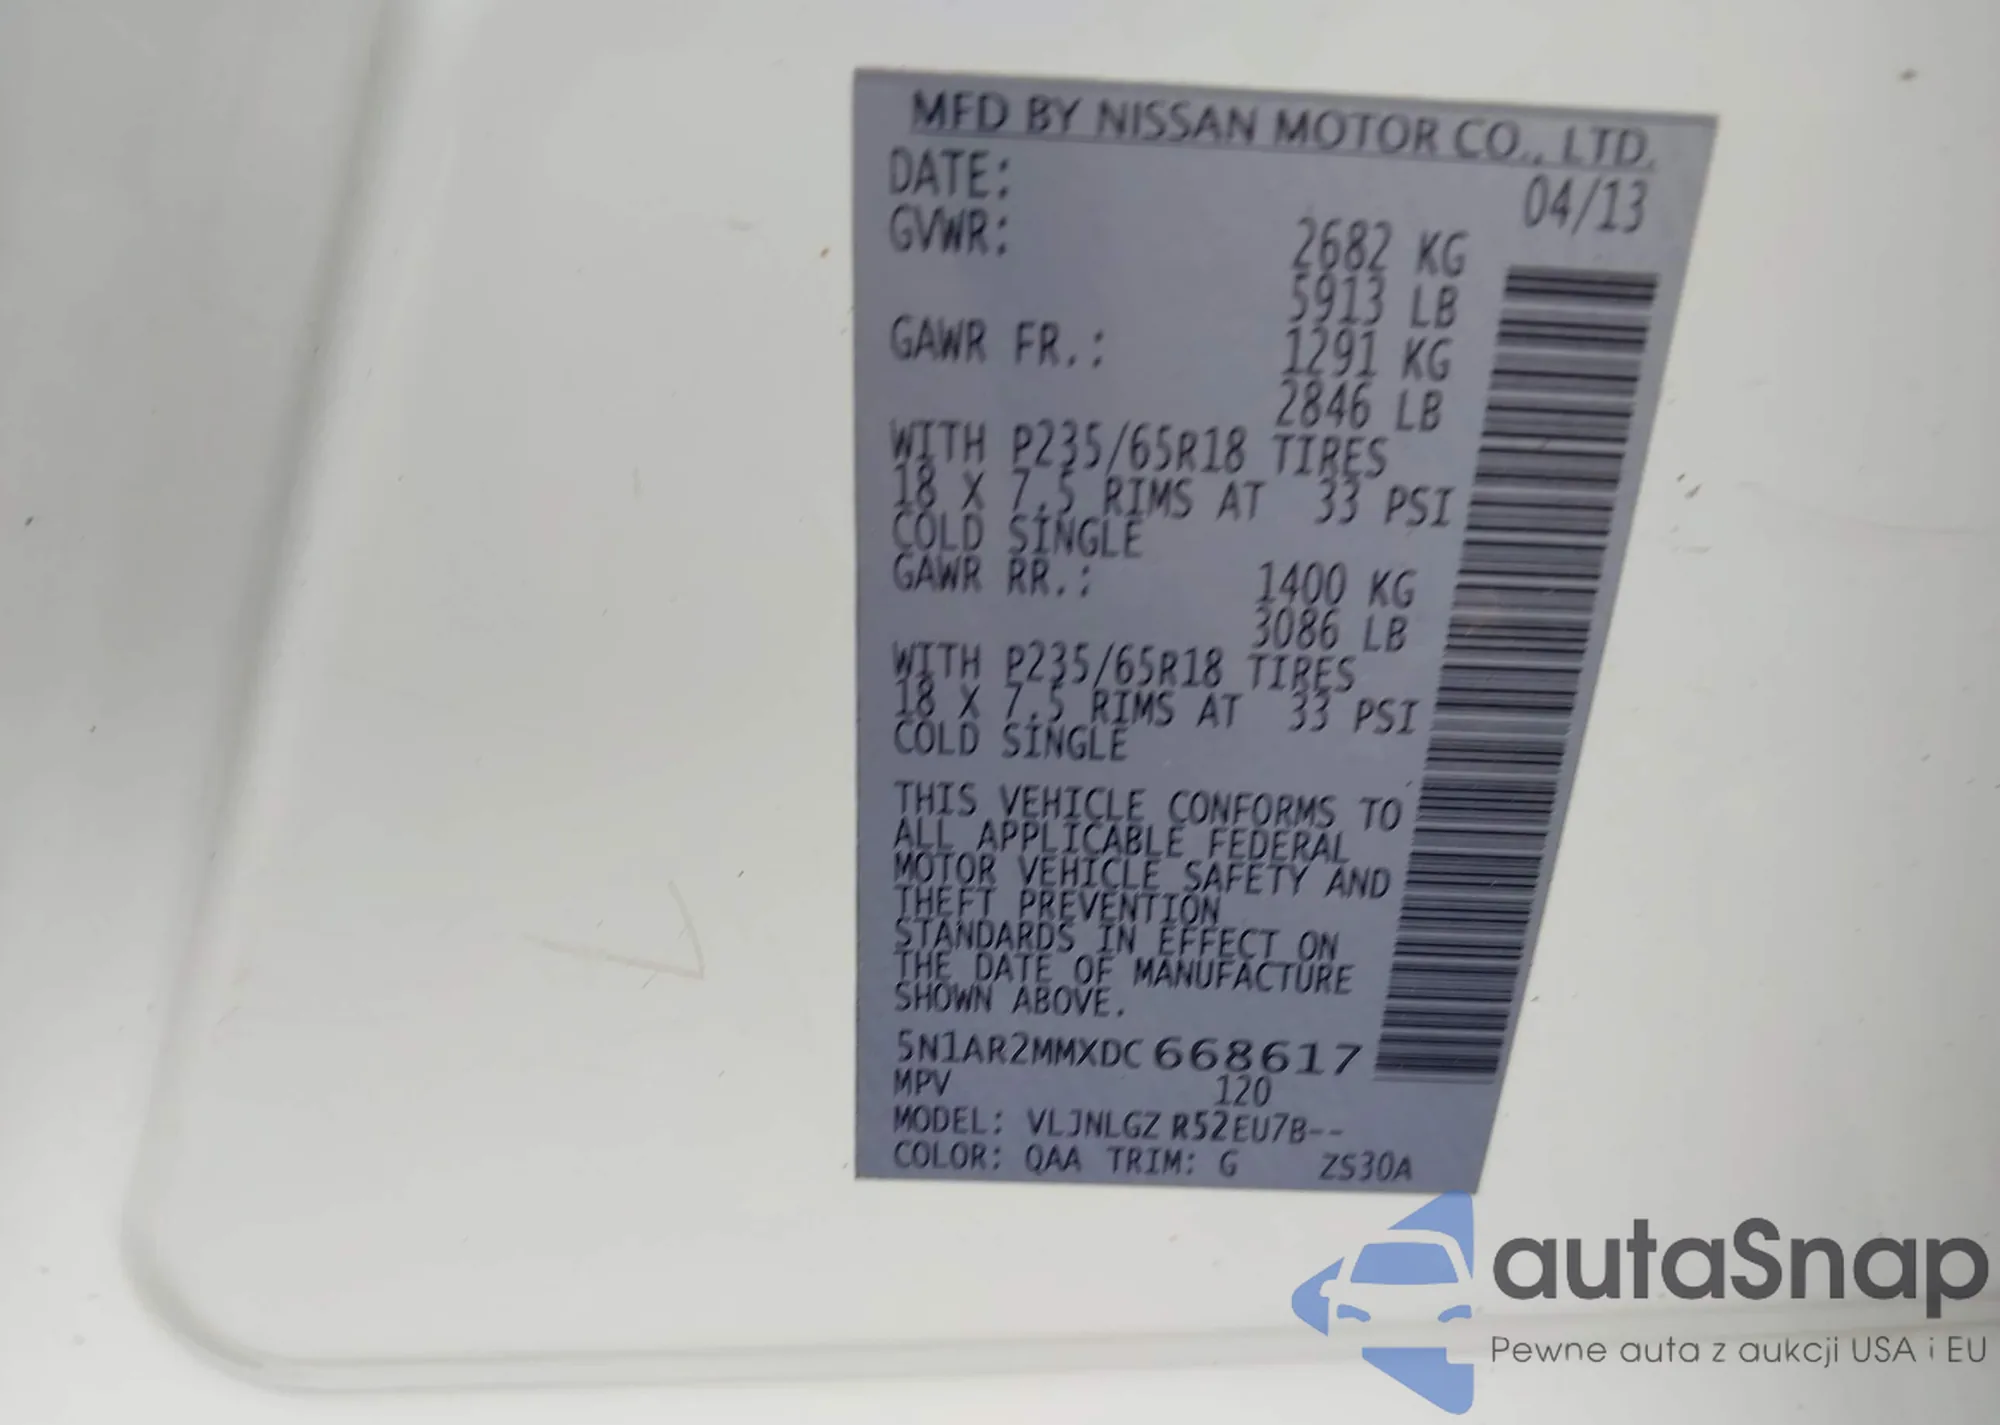 MFD BY NISSAN MOTOR CO., LTD.
DATE: 04/13
GVWR: 2682 KG
5913 LB
GAWR FR.: 1291 KG
2846 LB
WITH P235/65R18 TIRES
18 X 7.5 RIMS AT 33 PSI
COLD SINGLE
GAWR RR.: 1400 KG
3086 LB
WITH P235/65R18 TIRES
18 X 7.5 RIMS AT 33 PSI
COLD SINGLE
THIS VEHICLE CONFORMS TO
ALL APPLICABLE FEDERAL
MOTOR VEHICLE SAFETY AND
THEFT PREVENTION
STANDARDS IN EFFECT ON
THE DATE OF MANUFACTURE
SHOWN ABOVE.
5N1AR2MMXDC668617
MPV 120
MODEL: VLJNLGZ R52EU7B--
COLOR: QAA TRIM: G ZS30A
autaSnap
Pewne auta z aukcji USA i EU